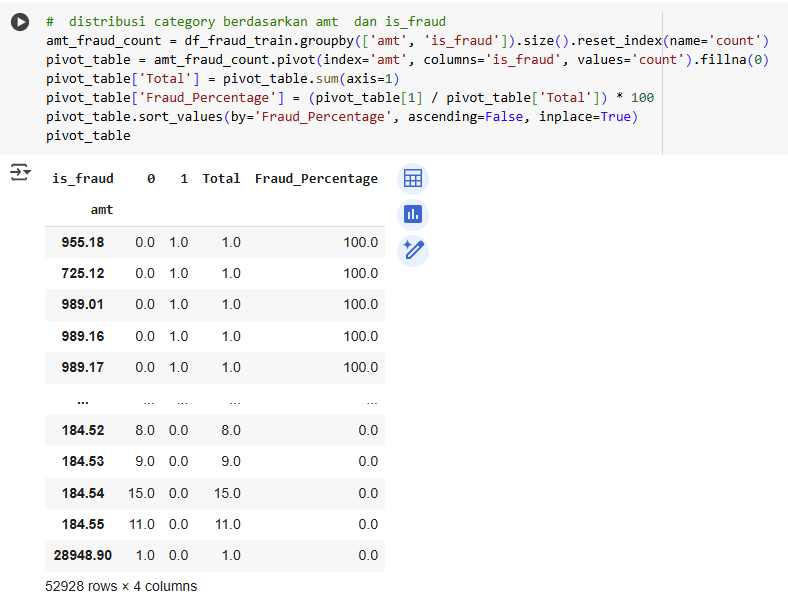 #  distribusi category berdasarkan amt  dan is_fraud
amt_fraud_count = df_fraud_train.groupby(['amt', 'is_fraud']).size().reset_index(name='count')
pivot_table = amt_fraud_count.pivot(index='amt', columns='is_fraud', values='count').fillna(0)
pivot_table['Total'] = pivot_table.sum(axis=1)
pivot_table['Fraud_Percentage'] = (pivot_table[1] / pivot_table['Total']) * 100
pivot_table.sort_values(by='Fraud_Percentage', ascending=False, inplace=True)
pivot_table
is_fraud 0 1 Total Fraud_Percentage
amt
955.18 0.0 1.0 1.0 100.0
725.12 0.0 1.0 1.0 100.0
989.01 0.0 1.0 1.0 100.0
989.16 0.0 1.0 1.0 100.0
989.17 0.0 1.0 1.0 100.0
... ... ... ... ...
184.52 8.0 0.0 8.0 0.0
184.53 9.0 0.0 9.0 0.0
184.54 15.0 0.0 15.0 0.0
184.55 11.0 0.0 11.0 0.0
28948.90 1.0 0.0 1.0 0.0
52928 rows × 4 columns